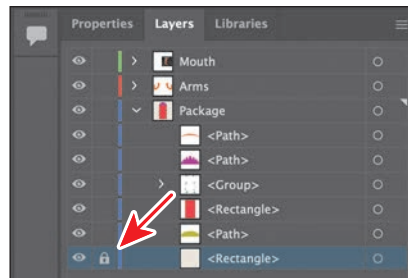 Properties Layers Libraries
Mouth
Arms
Package
<Path>
<Path>
<Group>
<Rectangle>
<Path>
<Rectangle>